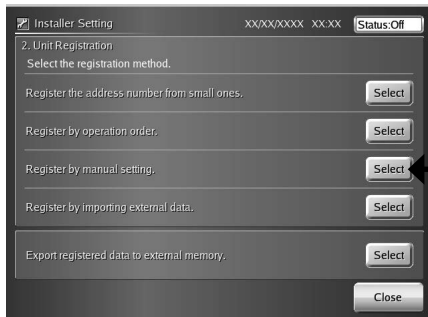 Installer Setting XX/XX/XXXX XX:XX Status:Off
2. Unit Registration
Select the registration method.
Register the address number from small ones. Select
Register by operation order. Select
Register by manual setting. Select
Register by importing external data. Select
Export registered data to external memory. Select
Close